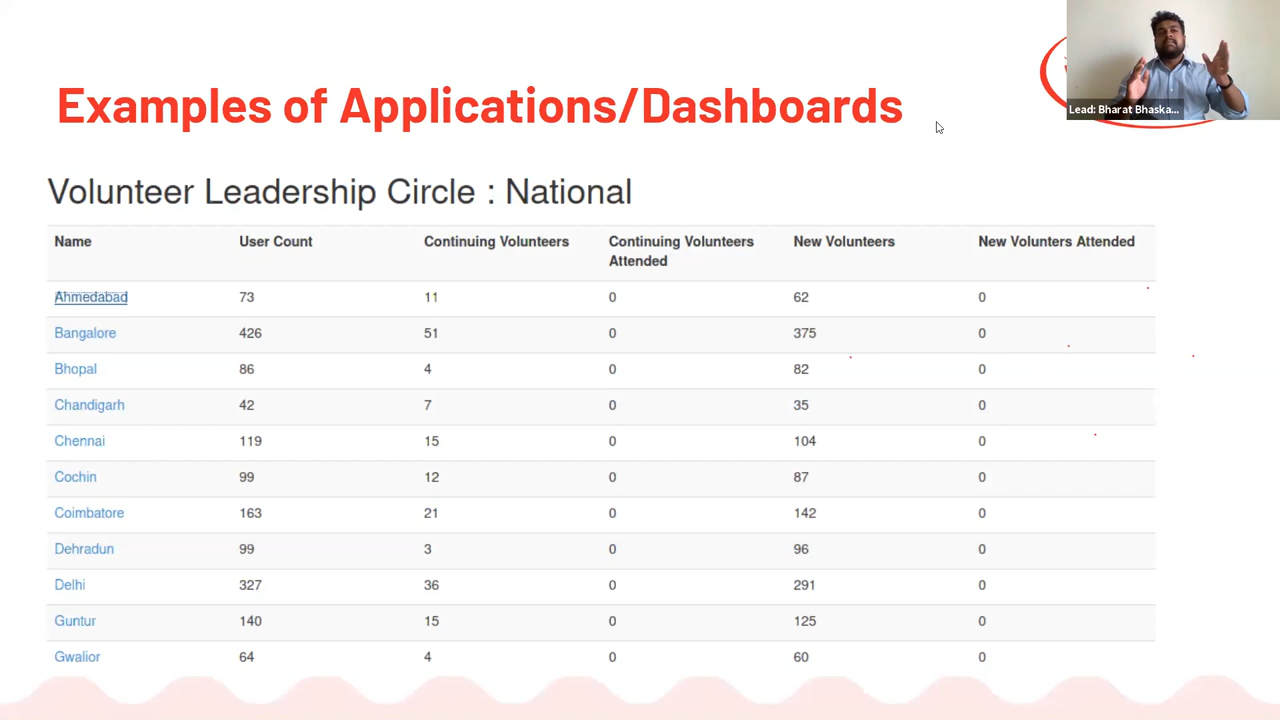 Examples of Applications/Dashboards
Lead: Bharat Bhaska...
Volunteer Leadership Circle : National
Name User Count Continuing Volunteers Continuing Volunteers Attended New Volunteers New Volunters Attended
Ahmedabad 73 11 0 62 0
Bangalore 426 51 0 375 0
Bhopal 86 4 0 82 0
Chandigarh 42 7 0 35 0
Chennai 119 15 0 104 0
Cochin 99 12 0 87 0
Coimbatore 163 21 0 142 0
Dehradun 99 3 0 96 0
Delhi 327 36 0 291 0
Guntur 140 15 0 125 0
Gwalior 64 4 0 60 0